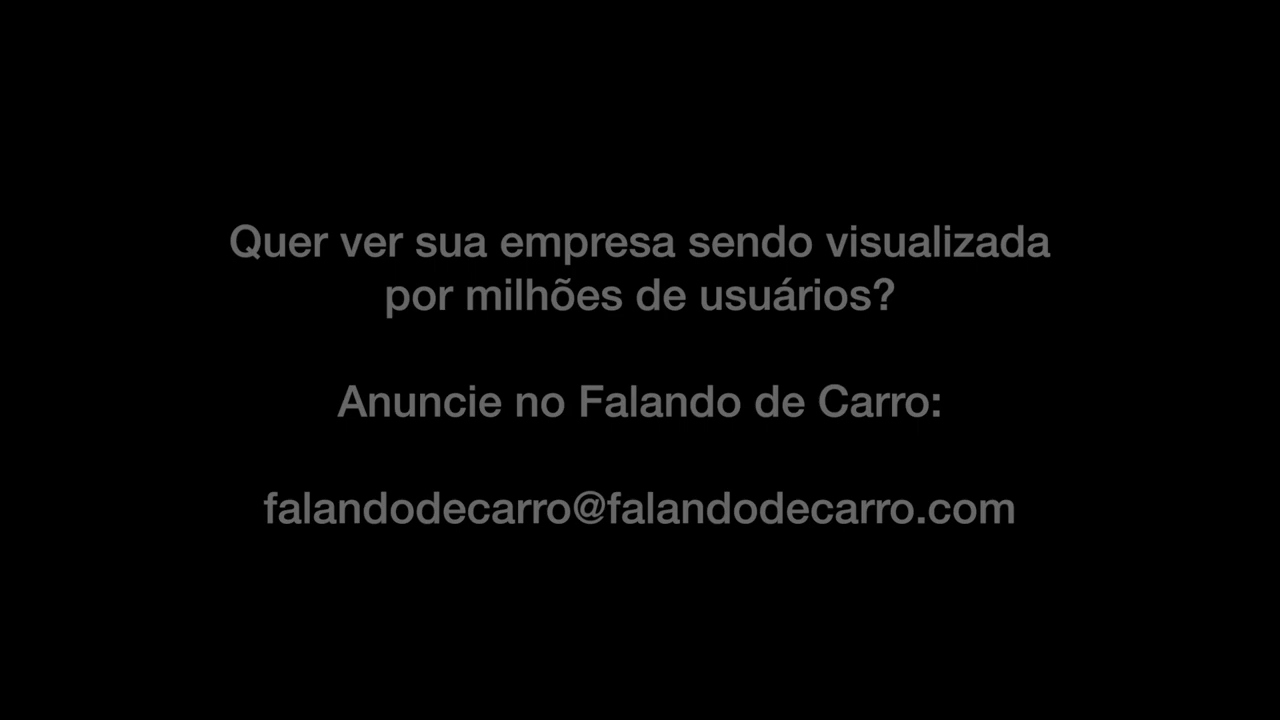 Quer ver sua empresa sendo visualizada
por milhões de usuários?
Anuncie no Falando de Carro:
falandodecarro@falandodecarro.com